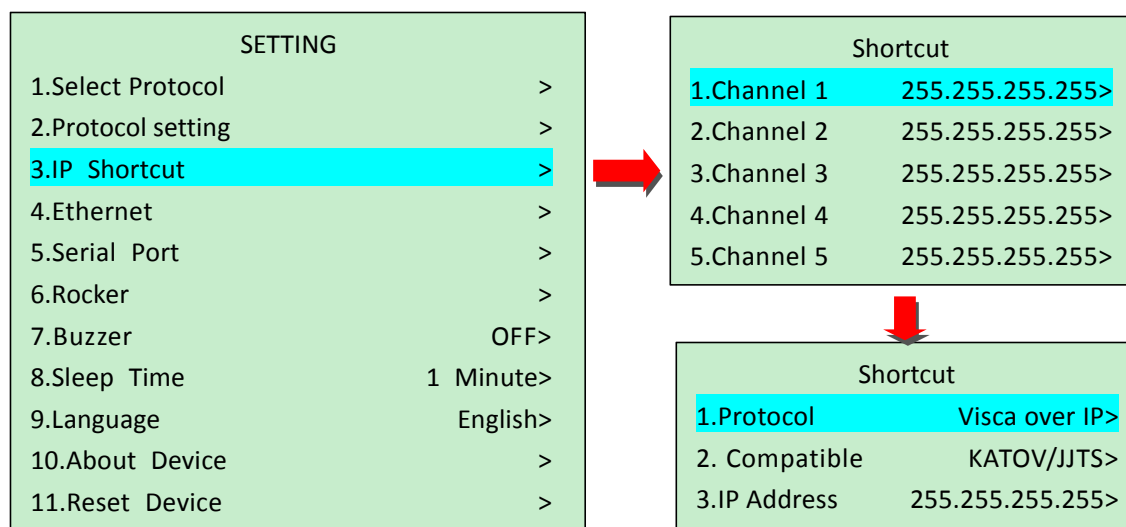 SETTING
1.Select Protocol >
2.Protocol setting >
3.IP Shortcut >
4.Ethernet >
5.Serial Port >
6.Rocker >
7.Buzzer OFF>
8.Sleep Time 1 Minute>
9.Language English>
10.About Device >
11.Reset Device >
Shortcut
1.Channel 1 255.255.255.255>
2.Channel 2 255.255.255.255>
3.Channel 3 255.255.255.255>
4.Channel 4 255.255.255.255>
5.Channel 5 255.255.255.255>
Shortcut
1.Protocol Visca over IP>
2. Compatible KATOV/JJTS>
3.IP Address 255.255.255.255>